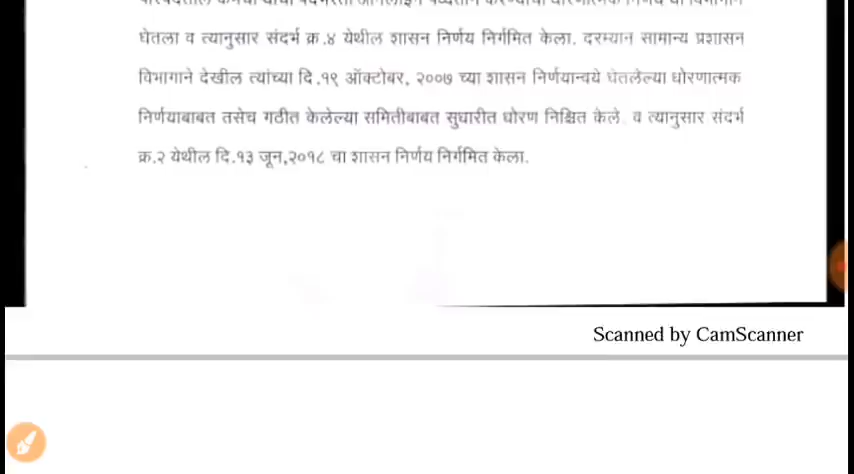 घेतला व त्यानुसार संदर्भ क्र.४ येथील शासन निर्णय निर्गमित केला. दरम्यान सामान्य प्रशासन
विभागाने देखील त्यांच्या दि.१९ ऑक्टोबर, २००७ च्या शासन निर्णयान्वये घेतलेल्या धोरणात्मक
निर्णयाबाबत तसेच गठीत केलेल्या समितीबाबत सुधारीत धोरण निश्चित केले. व त्यानुसार संदर्भ
क्र.२ येथील दि.१३ जून,२०१८ चा शासन निर्णय निर्गमित केला.
Scanned by CamScanner